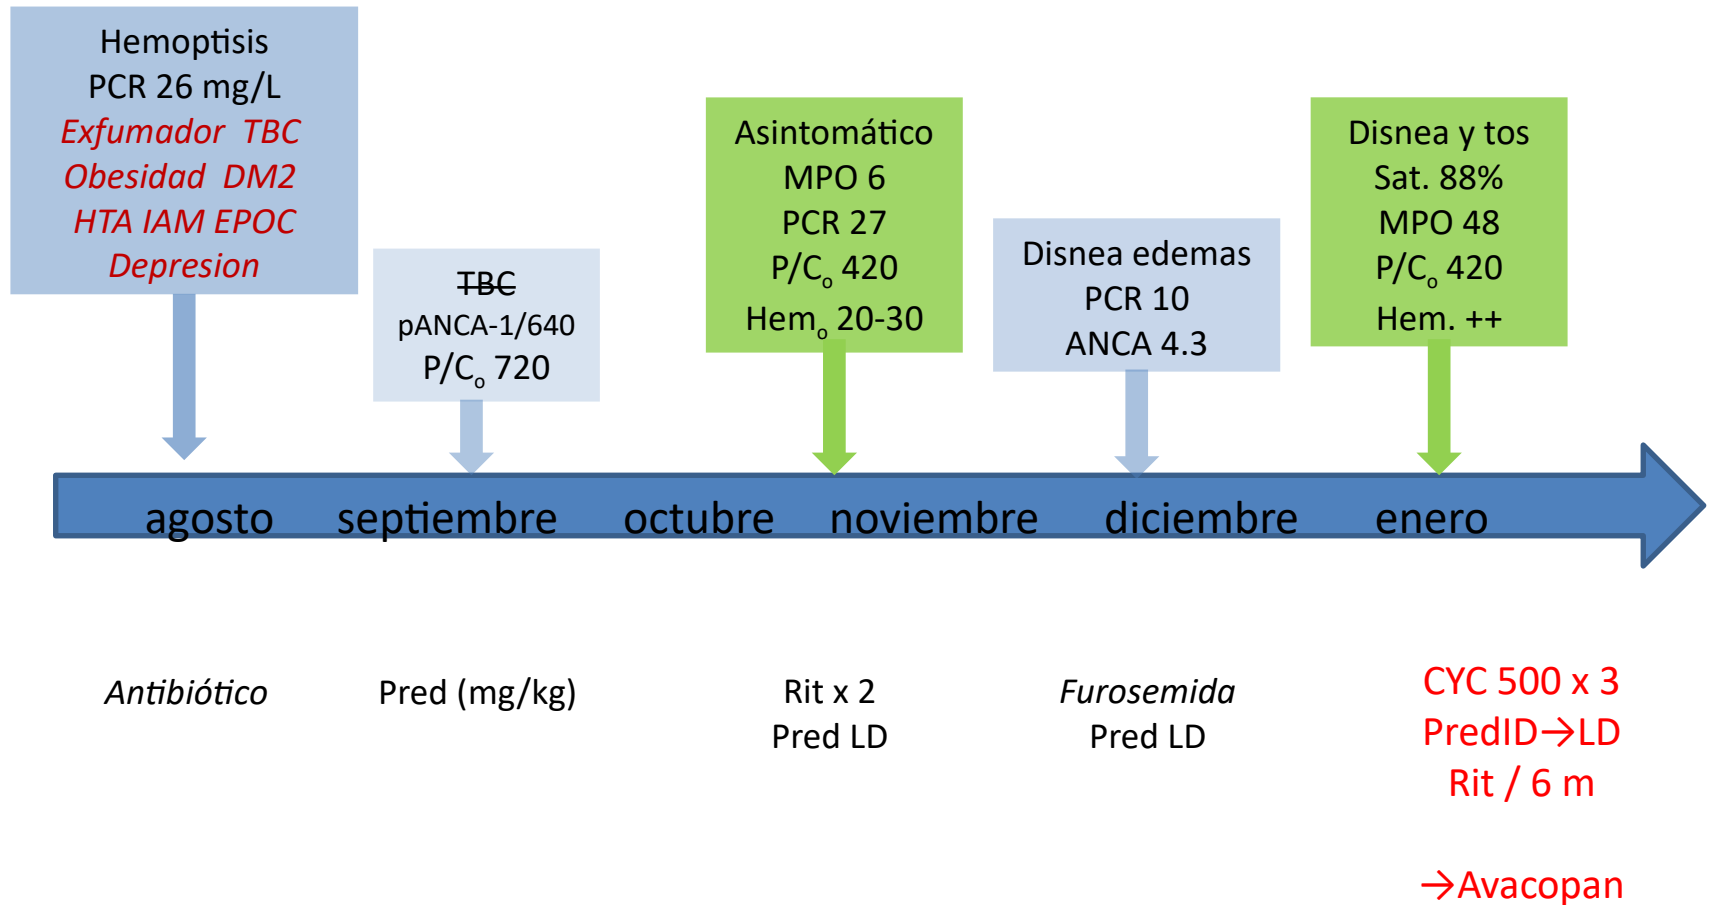 Hemoptisis
PCR 26 mg/L
Exfumador TBC
Obesidad DM2
HTA IAM EPOC
Depresion
TBC
pANCA-1/640
P/Co 720
Asintomático
MPO 6
PCR 27
P/Co 420
Hemo 20-30
Disnea edemas
PCR 10
ANCA 4.3
Disnea y tos
Sat. 88%
MPO 48
P/Co 420
Hem. ++
agosto septiembre octubre noviembre diciembre enero
Antibiótico
Pred (mg/kg)
Rit x 2
Pred LD
Furosemida
Pred LD
CYC 500 x 3
PredID→LD
Rit / 6 m
→Avacopan